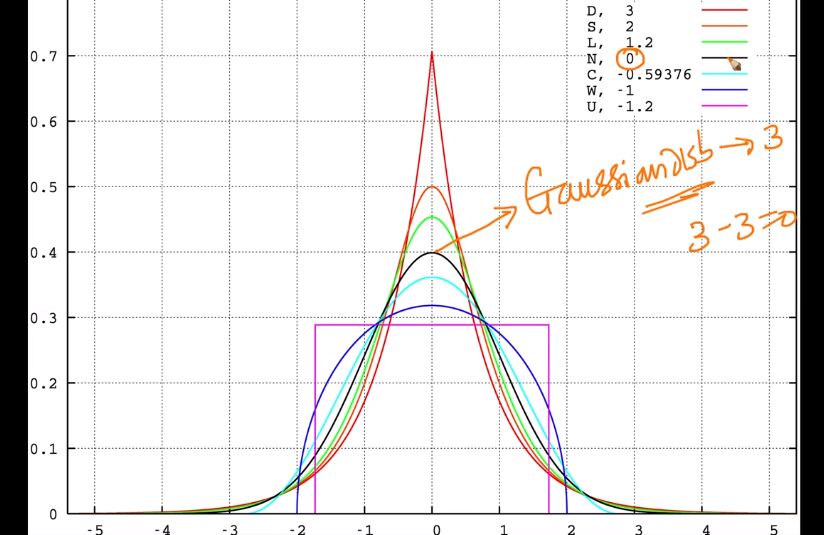 D, 3
S, 2
L, 1.2
N, 0
C, -0.59376
W, -1
U, -1.2
0.7
0.6
0.5
0.4
0.3
0.2
0.1
0
Gaussian → 3
3 - 3 = 0
-5 -4 -3 -2 -1 0 1 2 3 4 5